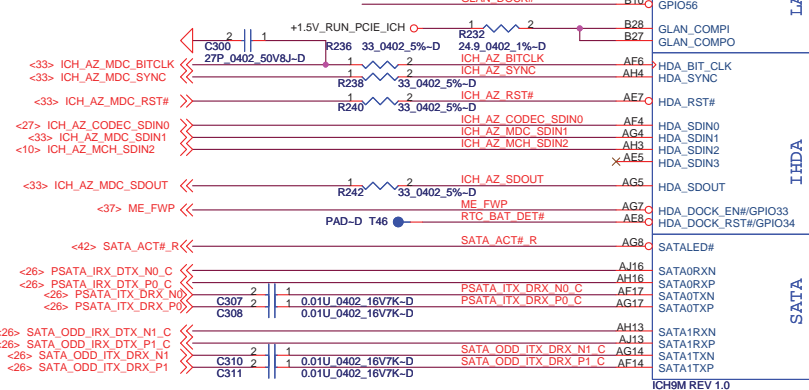 GLAN_DOCK# B10 GPIO56
+1.5V_RUN_PCIE_ICH 1 2 B28 GLAN_COMPI
R232 B27 GLAN_COMPO
24.9_0402_1%~D
2 1
C300
27P_0402_50V8J~D
R236 33_0402_5%~D
<33> ICH_AZ_MDC_BITCLK 1 2 ICH_AZ_BITCLK AF6 HDA_BIT_CLK
<33> ICH_AZ_MDC_SYNC 1 2 ICH_AZ_SYNC AH4 HDA_SYNC
R238 33_0402_5%~D
<33> ICH_AZ_MDC_RST# 1 2 ICH_AZ_RST# AE7 HDA_RST#
R240 33_0402_5%~D
<27> ICH_AZ_CODEC_SDIN0 ICH_AZ_CODEC_SDIN0 AF4 HDA_SDIN0
<33> ICH_AZ_MDC_SDIN1 ICH_AZ_MDC_SDIN1 AG4 HDA_SDIN1
<10> ICH_AZ_MCH_SDIN2 ICH_AZ_MCH_SDIN2 AH3 HDA_SDIN2
AE5 HDA_SDIN3
IHDA
<33> ICH_AZ_MDC_SDOUT 1 2 ICH_AZ_SDOUT AG5 HDA_SDOUT
R242 33_0402_5%~D
<37> ME_FWP ME_FWP AG7 HDA_DOCK_EN#/GPIO33
PAD~D T46 RTC_BAT_DET# AE8 HDA_DOCK_RST#/GPIO34
<42> SATA_ACT#_R SATA_ACT#_R AG8 SATALED#
<26> PSATA_IRX_DTX_N0_C AJ16 SATA0RXN
<26> PSATA_IRX_DTX_P0_C AH16 SATA0RXP
<26> PSATA_ITX_DRX_N0 2 1 PSATA_ITX_DRX_N0_C AF17 SATA0TXN
<26> PSATA_ITX_DRX_P0 2 1 PSATA_ITX_DRX_P0_C AG17 SATA0TXP
C307 0.01U_0402_16V7K~D
C308 0.01U_0402_16V7K~D
SATA
<26> SATA_ODD_IRX_DTX_N1_C AH13 SATA1RXN
<26> SATA_ODD_IRX_DTX_P1_C AJ13 SATA1RXP
<26> SATA_ODD_ITX_DRX_N1 2 1 SATA_ODD_ITX_DRX_N1_C AG14 SATA1TXN
<26> SATA_ODD_ITX_DRX_P1 2 1 SATA_ODD_ITX_DRX_P1_C AF14 SATA1TXP
C310 0.01U_0402_16V7K~D
C311 0.01U_0402_16V7K~D
ICH9M REV 1.0